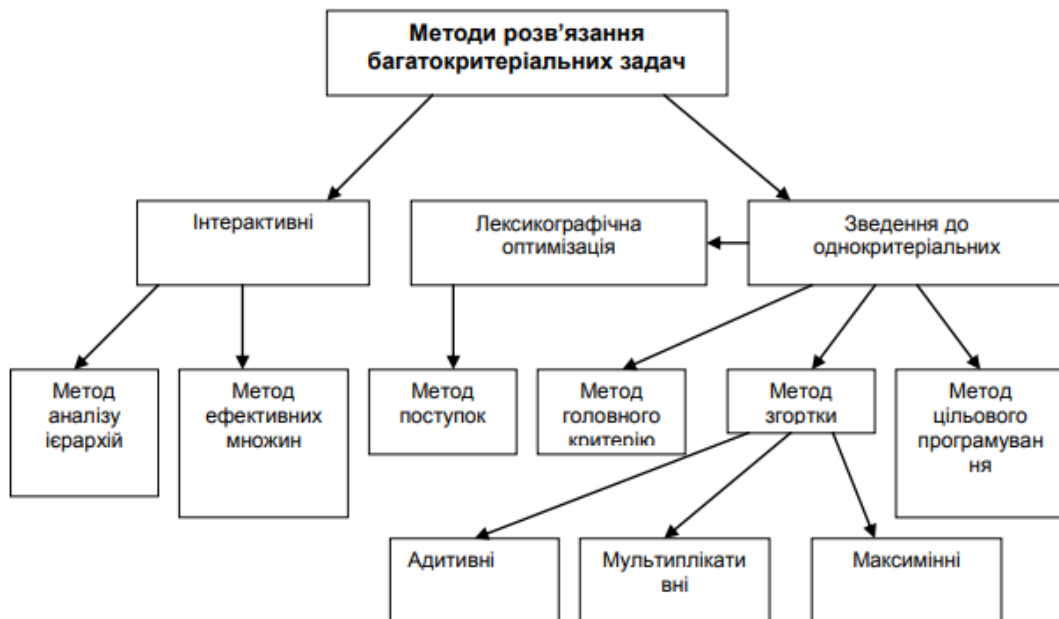 Методи розв’язання
багатокритеріальних задач
Інтерактивні
Лексикографічна
оптимізація
Зведення до
однокритеріальних
Метод
аналізу
ієрархій
Метод
ефективних
множин
Метод
поступок
Метод
головного
критерію
Метод
згортки
Метод
цільового
програмуван
ня
Адитивні
Мультиплікати
вні
Максимінні